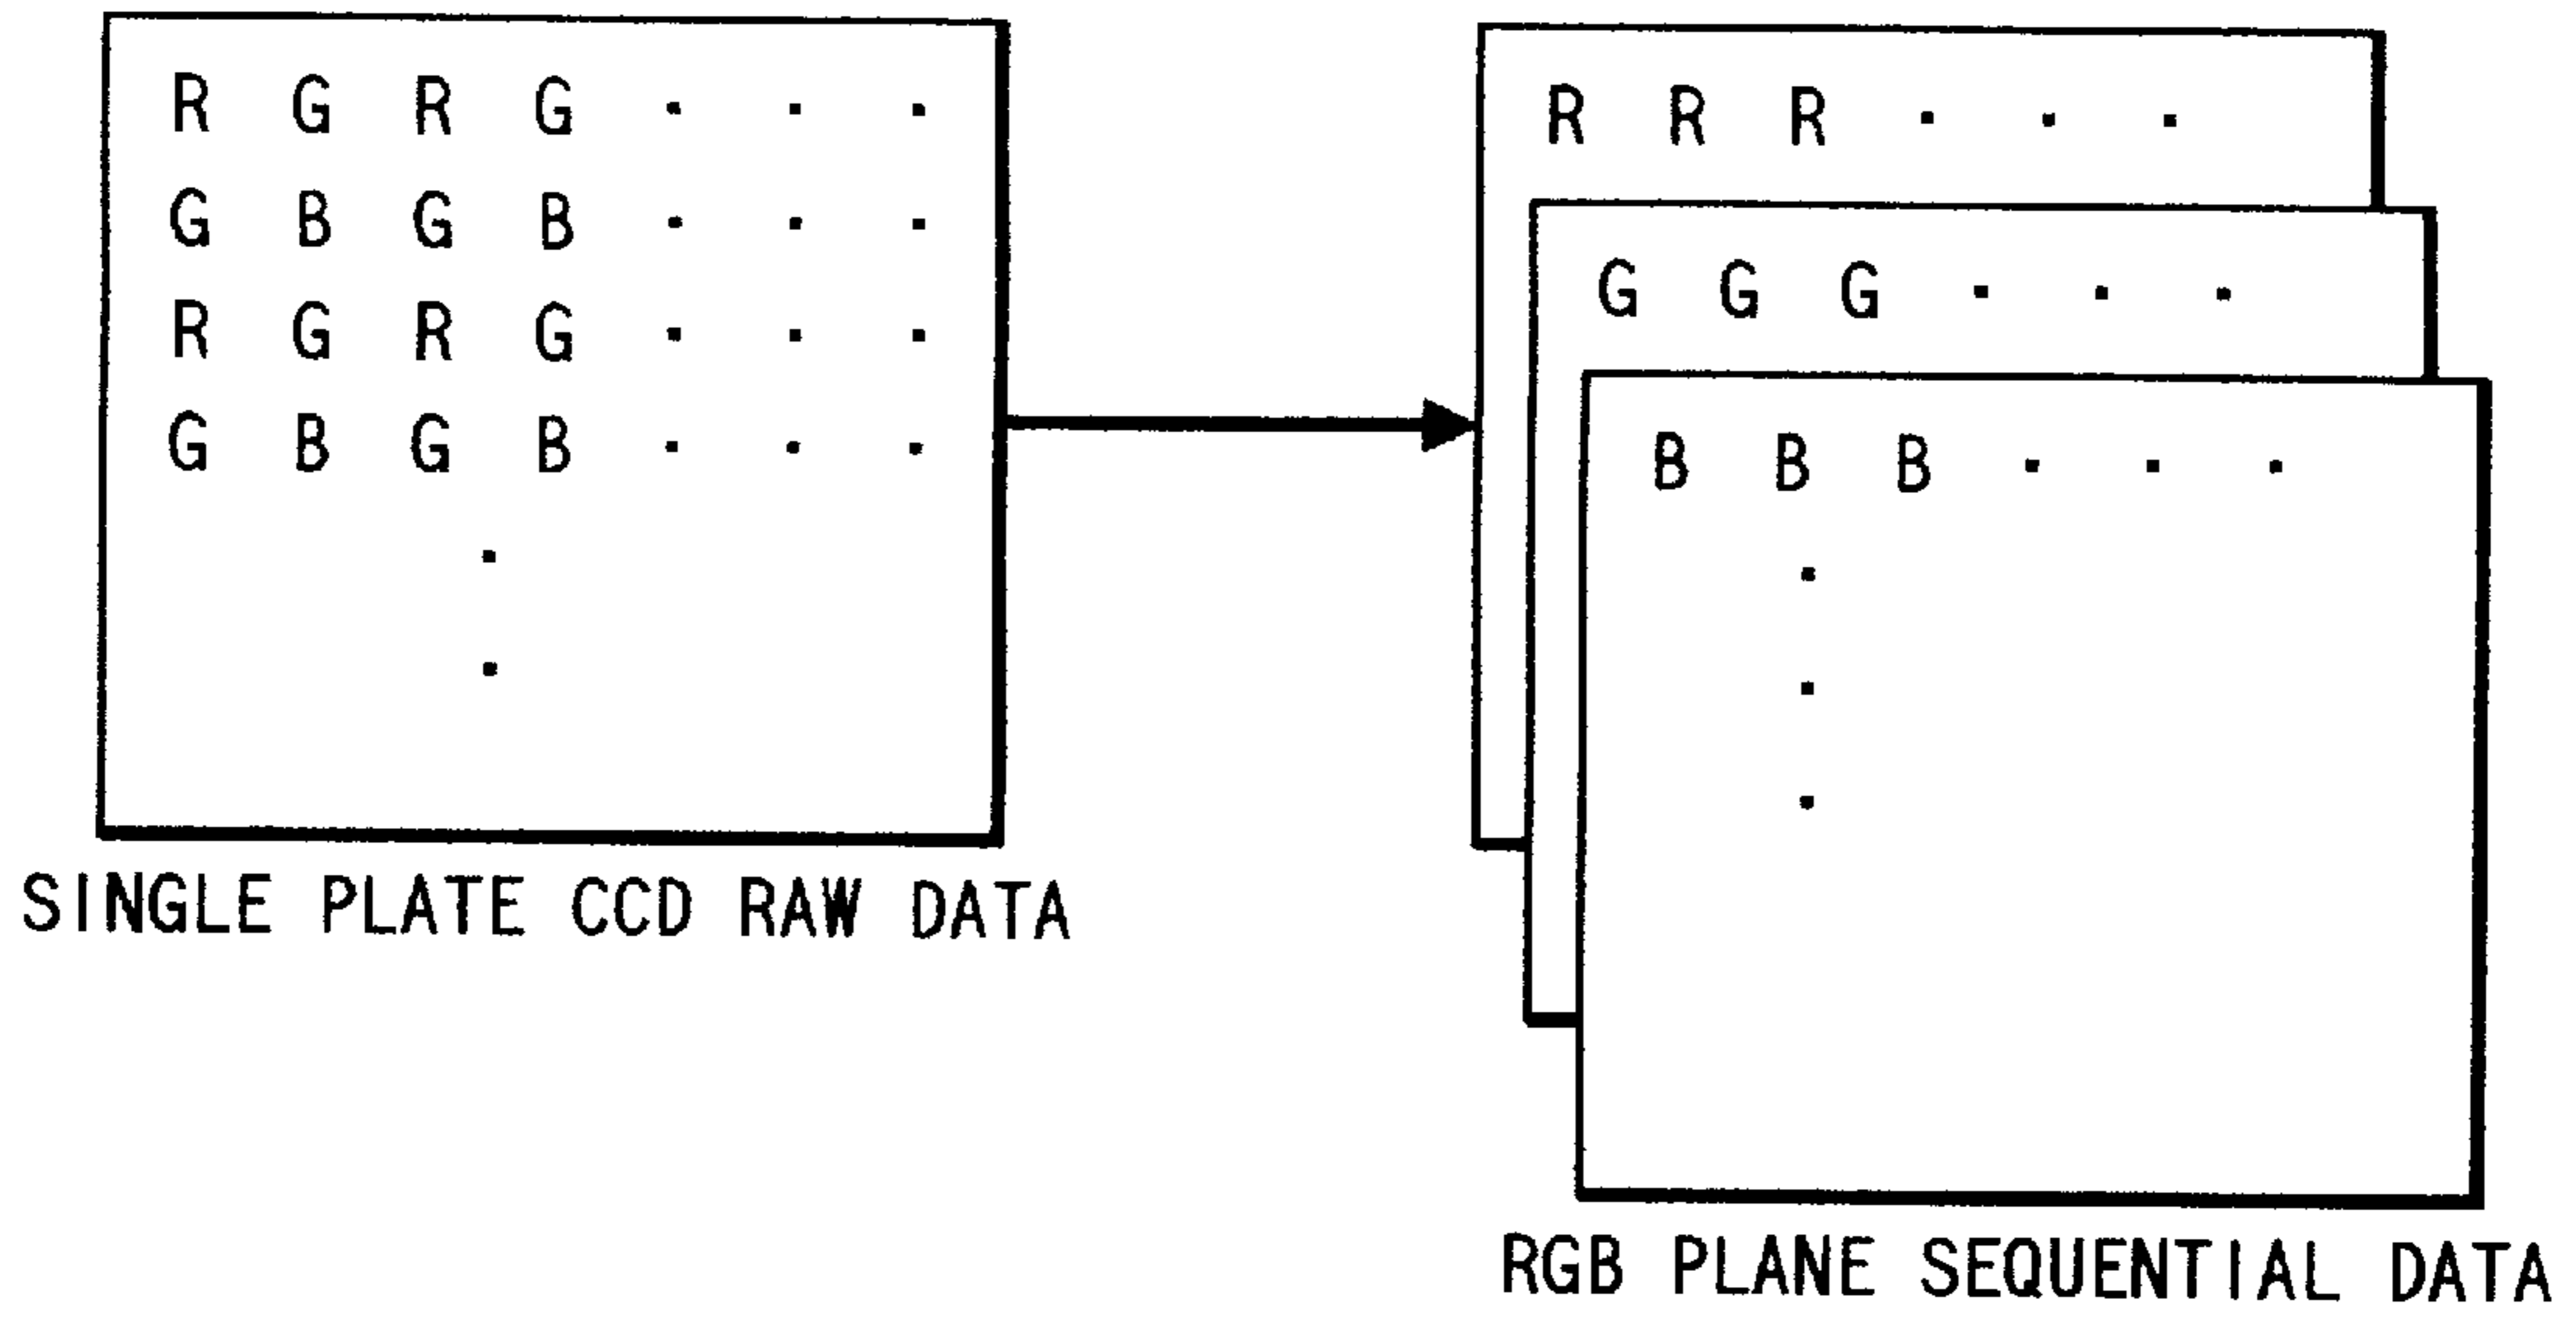 R G R G · · ·
G B G B · · ·
R G R G · · ·
G B G B · · ·
·
·
SINGLE PLATE CCD RAW DATA
R R R · · ·
G G G · · ·
B B B · · ·
·
·
·
RGB PLANE SEQUENTIAL DATA